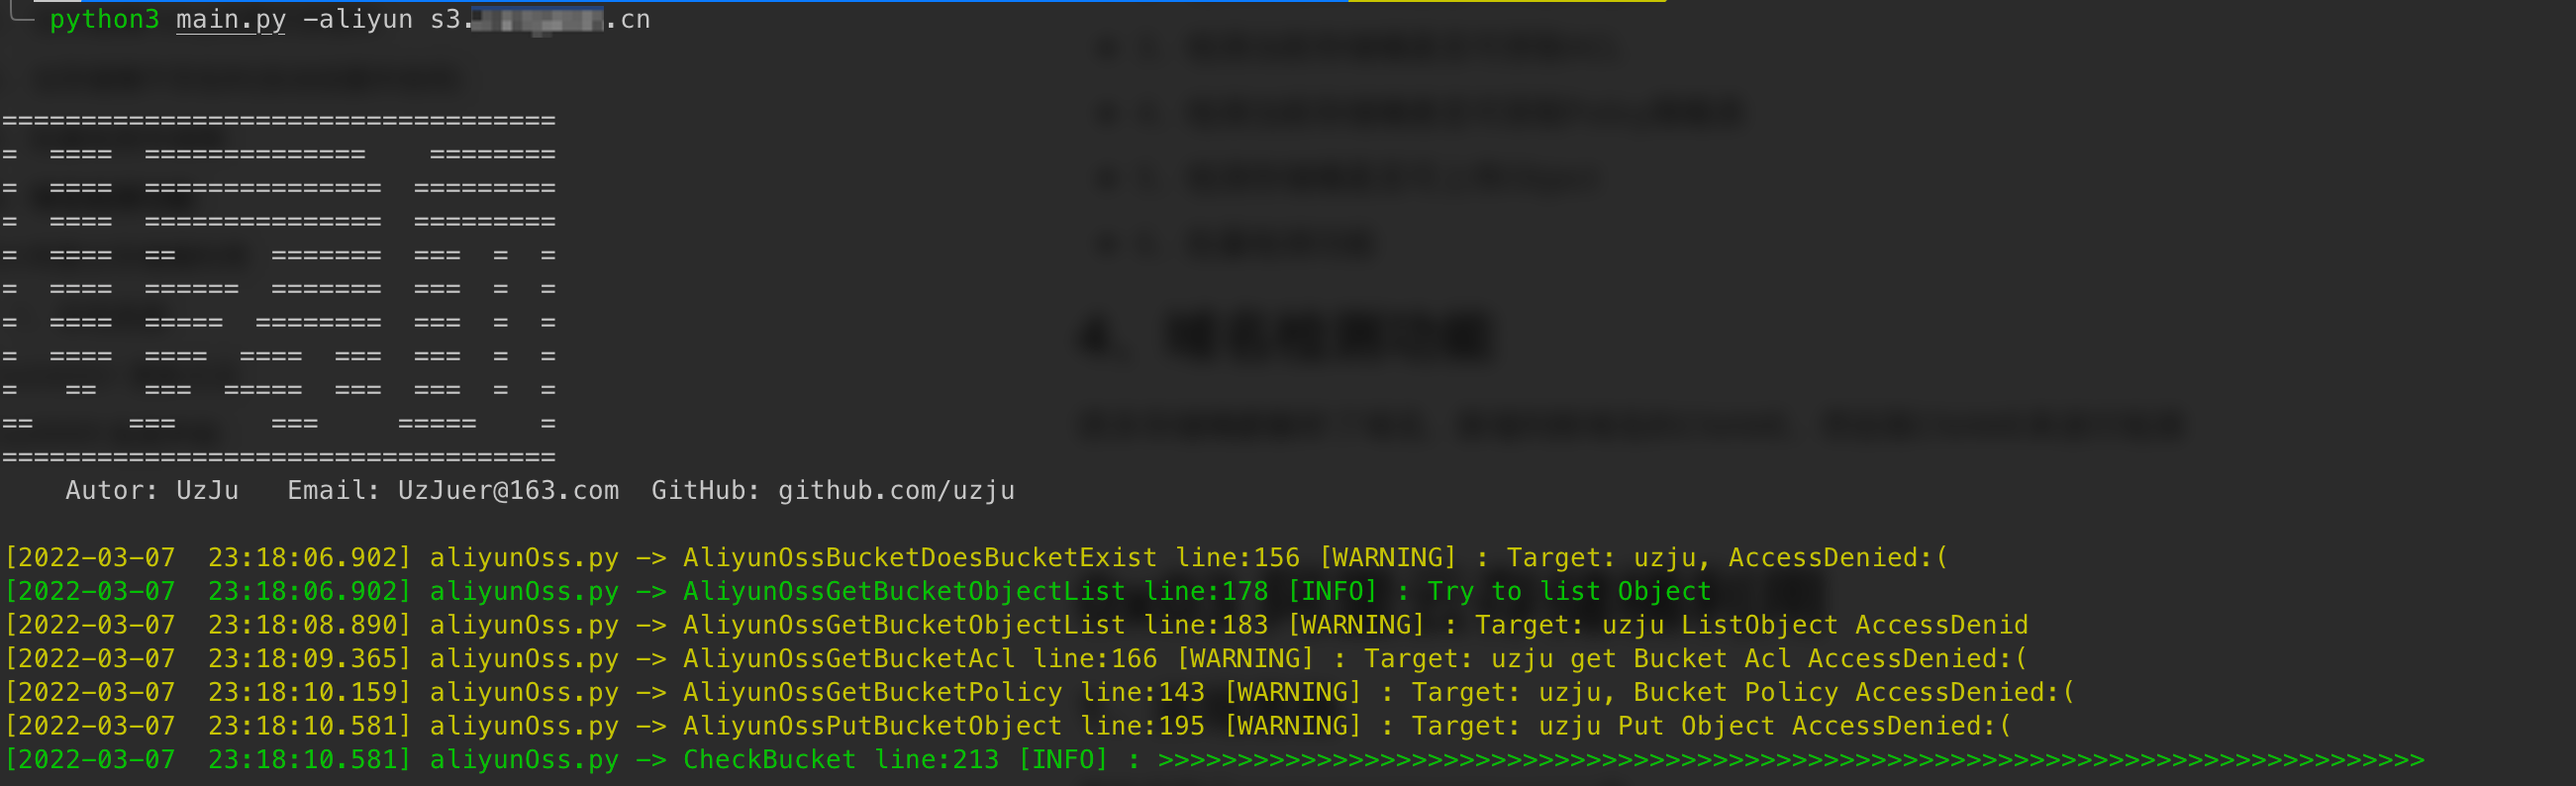 python3 main.py -aliyun s3. .cn
===================================
=  ====  ==============    ========
=  ====  ===============  =========
=  ====  ===============  =========
=  ====  ==      =======  ===  =  =
=  ====  ======  =======  ===  =  =
=  ====  =====  ========  ===  =  =
=  ====  ====  ====  ===  ===  =  =
=   ==   ===  =====  ===  ===  =  =
==      ===      ===     =====    =
===================================
Autor: UzJu   Email: UzJuer@163.com  GitHub: github.com/uzju
[2022-03-07  23:18:06.902] aliyunOss.py -> AliyunOssBucketDoesBucketExist line:156 [WARNING] : Target: uzju, AccessDenied:(
[2022-03-07  23:18:06.902] aliyunOss.py -> AliyunOssGetBucketObjectList line:178 [INFO] : Try to list Object
[2022-03-07  23:18:08.890] aliyunOss.py -> AliyunOssGetBucketObjectList line:183 [WARNING] : Target: uzju ListObject AccessDenid
[2022-03-07  23:18:09.365] aliyunOss.py -> AliyunOssGetBucketAcl line:166 [WARNING] : Target: uzju get Bucket Acl AccessDenied:(
[2022-03-07  23:18:10.159] aliyunOss.py -> AliyunOssGetBucketPolicy line:143 [WARNING] : Target: uzju, Bucket Policy AccessDenied:(
[2022-03-07  23:18:10.581] aliyunOss.py -> AliyunOssPutBucketObject line:195 [WARNING] : Target: uzju Put Object AccessDenied:(
[2022-03-07  23:18:10.581] aliyunOss.py -> CheckBucket line:213 [INFO] : >>>>>>>>>>>>>>>>>>>>>>>>>>>>>>>>>>>>>>>>>>>>>>>>>>>>>>>>>>>>>>>>>>>>>>>>>>>>>>>>